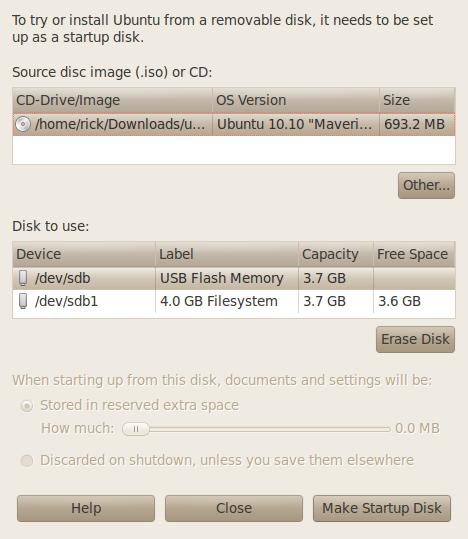 To try or install Ubuntu from a removable disk, it needs to be set
up as a startup disk.
Source disc image (.iso) or CD:
CD-Drive/Image OS Version Size
/home/rick/Downloads/u... Ubuntu 10.10 "Maveri... 693.2 MB
Other...
Disk to use:
Device Label Capacity Free Space
/dev/sdb USB Flash Memory 3.7 GB
/dev/sdb1 4.0 GB Filesystem 3.7 GB 3.6 GB
Erase Disk
When starting up from this disk, documents and settings will be:
Stored in reserved extra space
How much: 0.0 MB
Discarded on shutdown, unless you save them elsewhere
Help Close Make Startup Disk